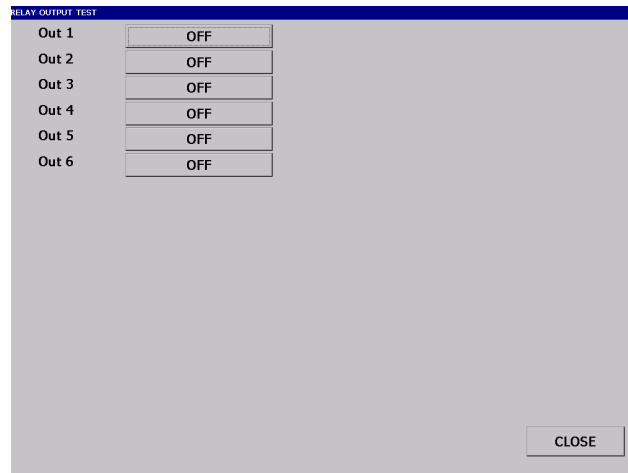 RELAY OUTPUT TEST
Out 1 OFF
Out 2 OFF
Out 3 OFF
Out 4 OFF
Out 5 OFF
Out 6 OFF
CLOSE